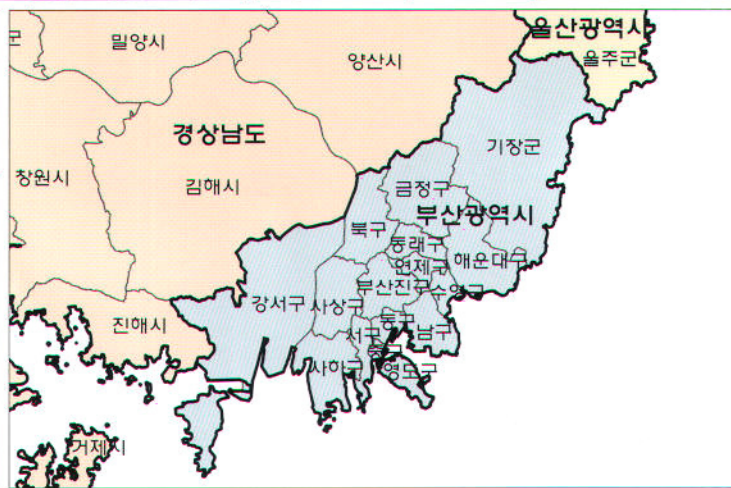 울산광역시
군
밀양시
양산시
울주군
경상남도
기장군
창원시
김해시
금정구
부산광역시
북구
동래구
해운대구
연제구
부산진구
수영구
강서구
사상구
진해시
동구
서구
남구
중구
사하구
영도구
거제시